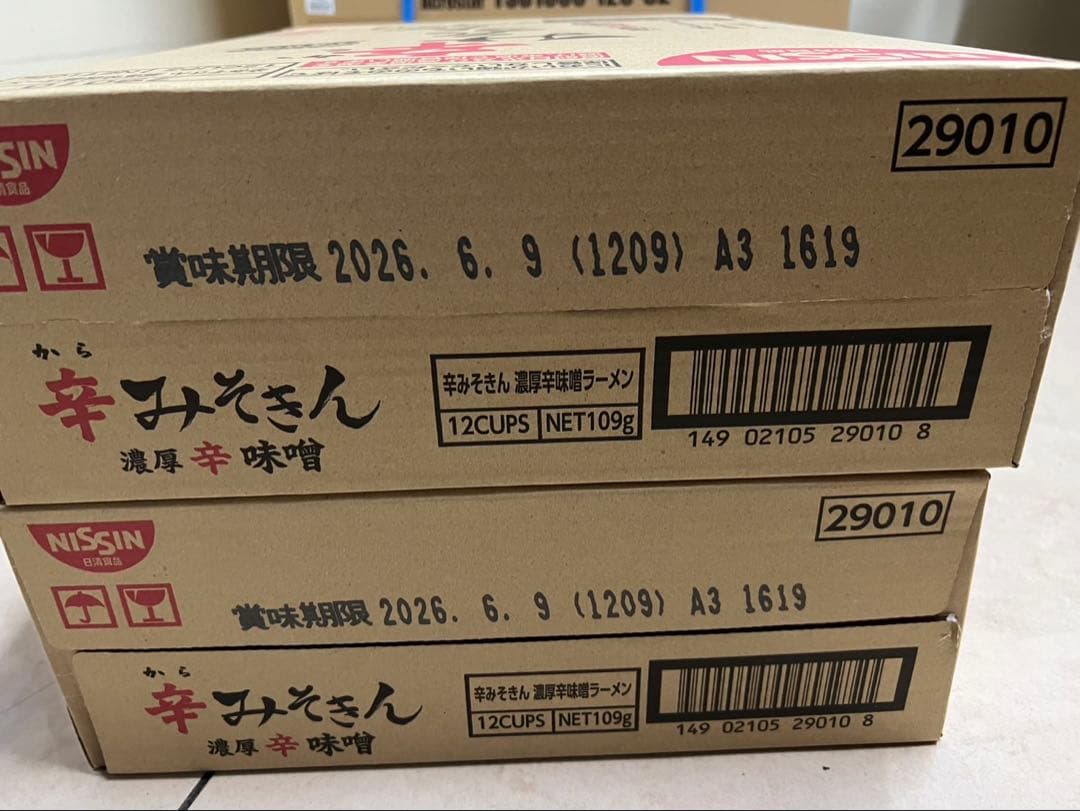 NISSIN
29010
SSIN
清食品
賞味期限 2026. 6. 9 (1209) A3 1619
から
辛みそきん
濃厚辛味噌
辛みそきん 濃厚辛味噌ラーメン
12CUPS NET109g
149 02105 29010 8
29010
NISSIN
日清食品
賞味期限 2026. 6. 9 (1209) A3 1619
から
辛みそきん
濃厚辛味噌
辛みそきん 濃厚辛味噌ラーメン
12CUPS NET109g
149 02105 29010 8